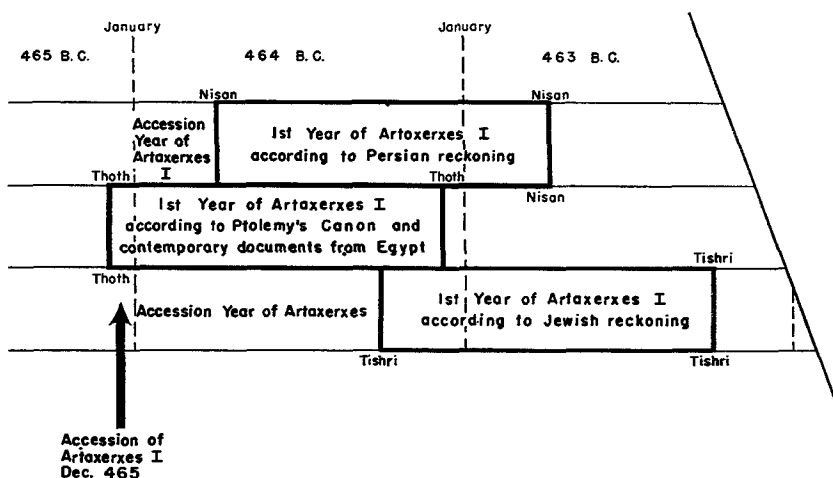 January
January
465 B.C.
464 B.C.
463 B.C.
Nisan
Nisan
Accession
Year of
Artaxerxes
I
1st Year of Artaxerxes I
according to Persian reckoning
Thoth
Thoth
Nisan
1st Year of Artaxerxes I
according to Ptolemy's Canon and
contemporary documents from Egypt
Tishri
Thoth
Accession Year of Artaxerxes
1st Year of Artaxerxes I
according to Jewish reckoning
Tishri
Tishri
Accession of
Artaxerxes I
Dec. 465